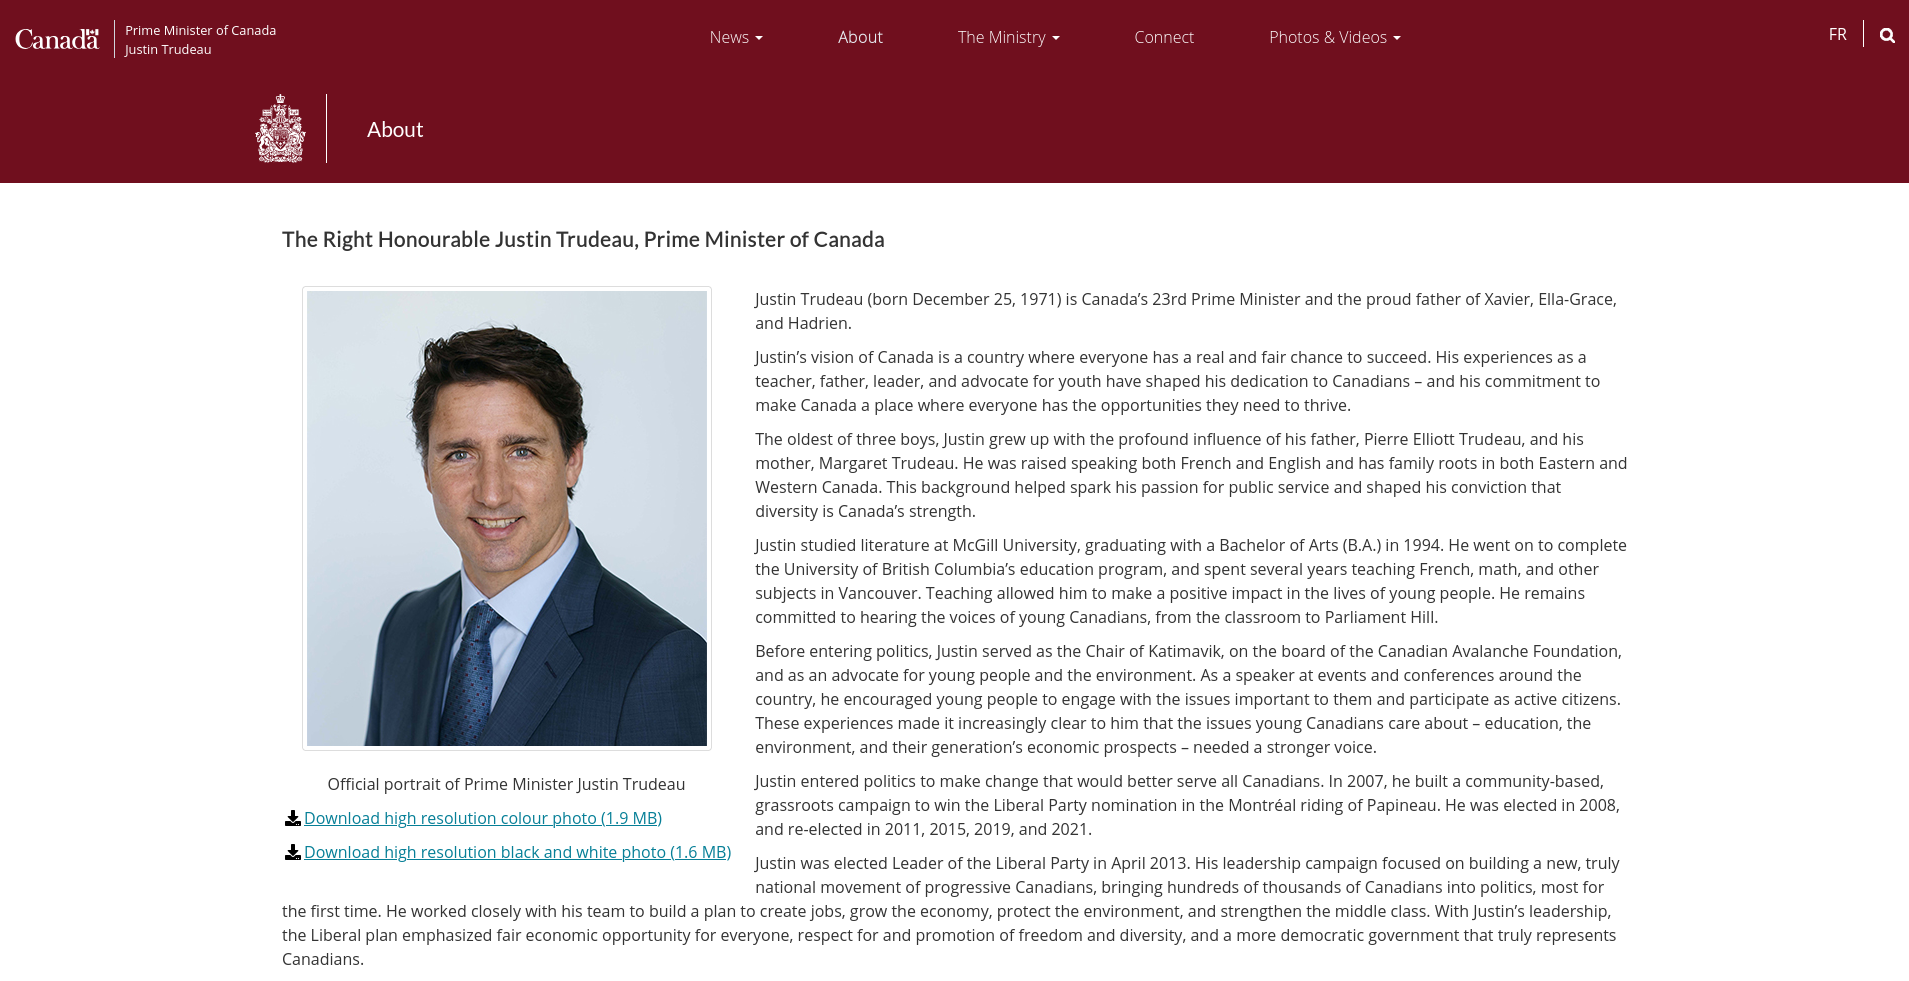 Canada
Prime Minister of Canada
Justin Trudeau
News
About
The Ministry
Connect
Photos & Videos
FR
About
The Right Honourable Justin Trudeau, Prime Minister of Canada
Official portrait of Prime Minister Justin Trudeau
Download high resolution colour photo (1.9 MB)
Download high resolution black and white photo (1.6 MB)
Justin Trudeau (born December 25, 1971) is Canada’s 23rd Prime Minister and the proud father of Xavier, Ella-Grace,
and Hadrien.
Justin’s vision of Canada is a country where everyone has a real and fair chance to succeed. His experiences as a
teacher, father, leader, and advocate for youth have shaped his dedication to Canadians – and his commitment to
make Canada a place where everyone has the opportunities they need to thrive.
The oldest of three boys, Justin grew up with the profound influence of his father, Pierre Elliott Trudeau, and his
mother, Margaret Trudeau. He was raised speaking both French and English and has family roots in both Eastern and
Western Canada. This background helped spark his passion for public service and shaped his conviction that
diversity is Canada’s strength.
Justin studied literature at McGill University, graduating with a Bachelor of Arts (B.A.) in 1994. He went on to complete
the University of British Columbia’s education program, and spent several years teaching French, math, and other
subjects in Vancouver. Teaching allowed him to make a positive impact in the lives of young people. He remains
committed to hearing the voices of young Canadians, from the classroom to Parliament Hill.
Before entering politics, Justin served as the Chair of Katimavik, on the board of the Canadian Avalanche Foundation,
and as an advocate for young people and the environment. As a speaker at events and conferences around the
country, he encouraged young people to engage with the issues important to them and participate as active citizens.
These experiences made it increasingly clear to him that the issues young Canadians care about – education, the
environment, and their generation’s economic prospects – needed a stronger voice.
Justin entered politics to make change that would better serve all Canadians. In 2007, he built a community-based,
grassroots campaign to win the Liberal Party nomination in the Montréal riding of Papineau. He was elected in 2008,
and re-elected in 2011, 2015, 2019, and 2021.
Justin was elected Leader of the Liberal Party in April 2013. His leadership campaign focused on building a new, truly
national movement of progressive Canadians, bringing hundreds of thousands of Canadians into politics, most for
the first time. He worked closely with his team to build a plan to create jobs, grow the economy, protect the environment, and strengthen the middle class. With Justin’s leadership,
the Liberal plan emphasized fair economic opportunity for everyone, respect for and promotion of freedom and diversity, and a more democratic government that truly represents
Canadians.